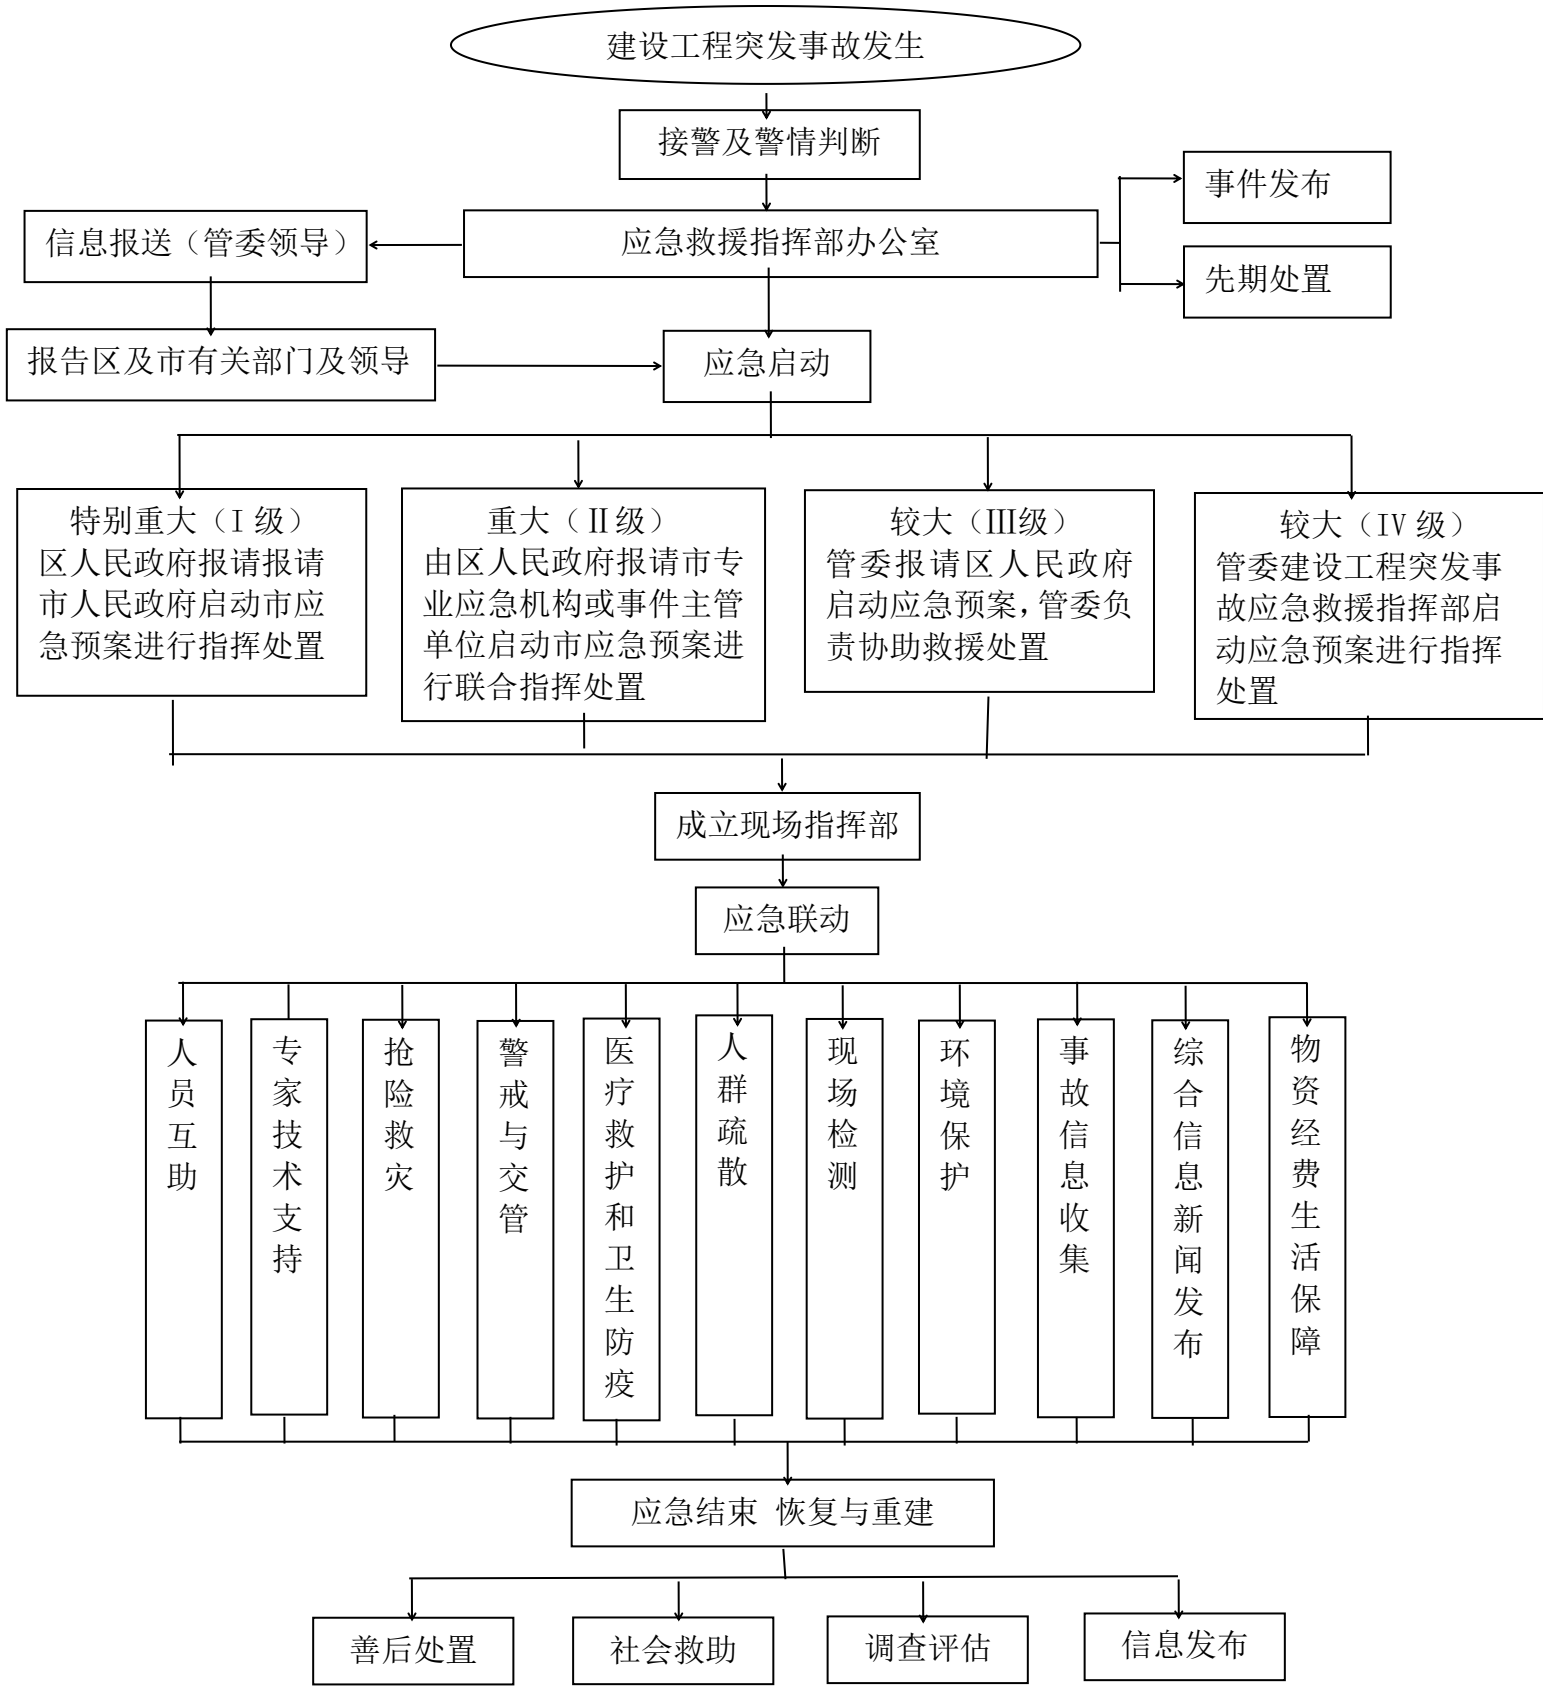 建设工程突发事故发生
接警及警情判断
事件发布
信息报送（管委领导）
应急救援指挥部办公室
先期处置
报告区及市有关部门及领导
应急启动
特别重大（I 级）
区人民政府报请报请
市人民政府启动市应
急预案进行指挥处置
重大（Ⅱ级）
由区人民政府报请市专
业应急机构或事件主管
单位启动市应急预案进
行联合指挥处置
较大（Ⅲ级）
管委报请区人民政府
启动应急预案，管委负
责协助救援处置
较大（IV 级）
管委建设工程突发事
故应急救援指挥部启
动应急预案进行指挥
处置
成立现场指挥部
应急联动
人员互助
专家技术支持
抢险救灾
警戒与交管
医疗救护和卫生防疫
人群疏散
现场检测
环境保护
事故信息收集
综合信息新闻发布
物资经费生活保障
应急结束 恢复与重建
善后处置
社会救助
调查评估
信息发布